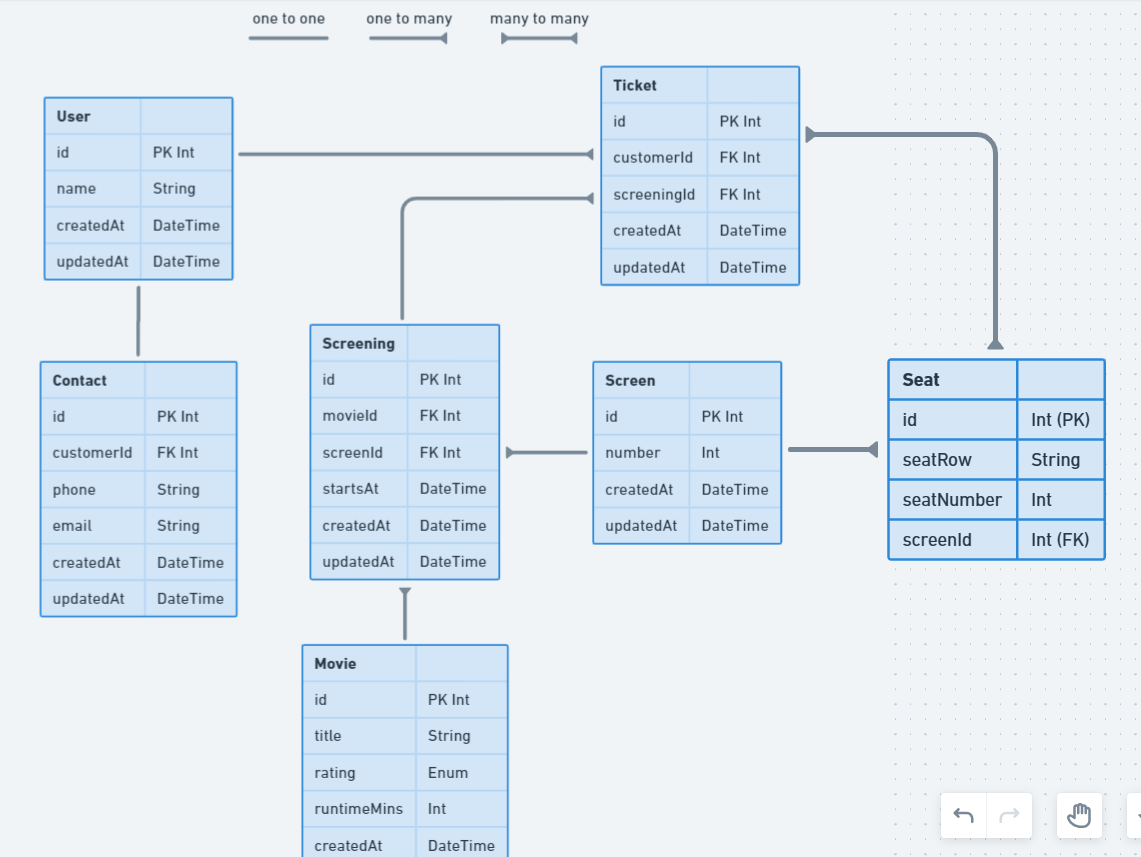 one to one one to many many to many
User
id PK Int
name String
createdAt DateTime
updatedAt DateTime
Ticket
id PK Int
customerId FK Int
screeningId FK Int
createdAt DateTime
updatedAt DateTime
Contact
id PK Int
customerId FK Int
phone String
email String
createdAt DateTime
updatedAt DateTime
Screening
id PK Int
movieId FK Int
screenId FK Int
startsAt DateTime
createdAt DateTime
updatedAt DateTime
Screen
id PK Int
number Int
createdAt DateTime
updatedAt DateTime
Seat
id Int (PK)
seatRow String
seatNumber Int
screenId Int (FK)
Movie
id PK Int
title String
rating Enum
runtimeMins Int
createdAt DateTime